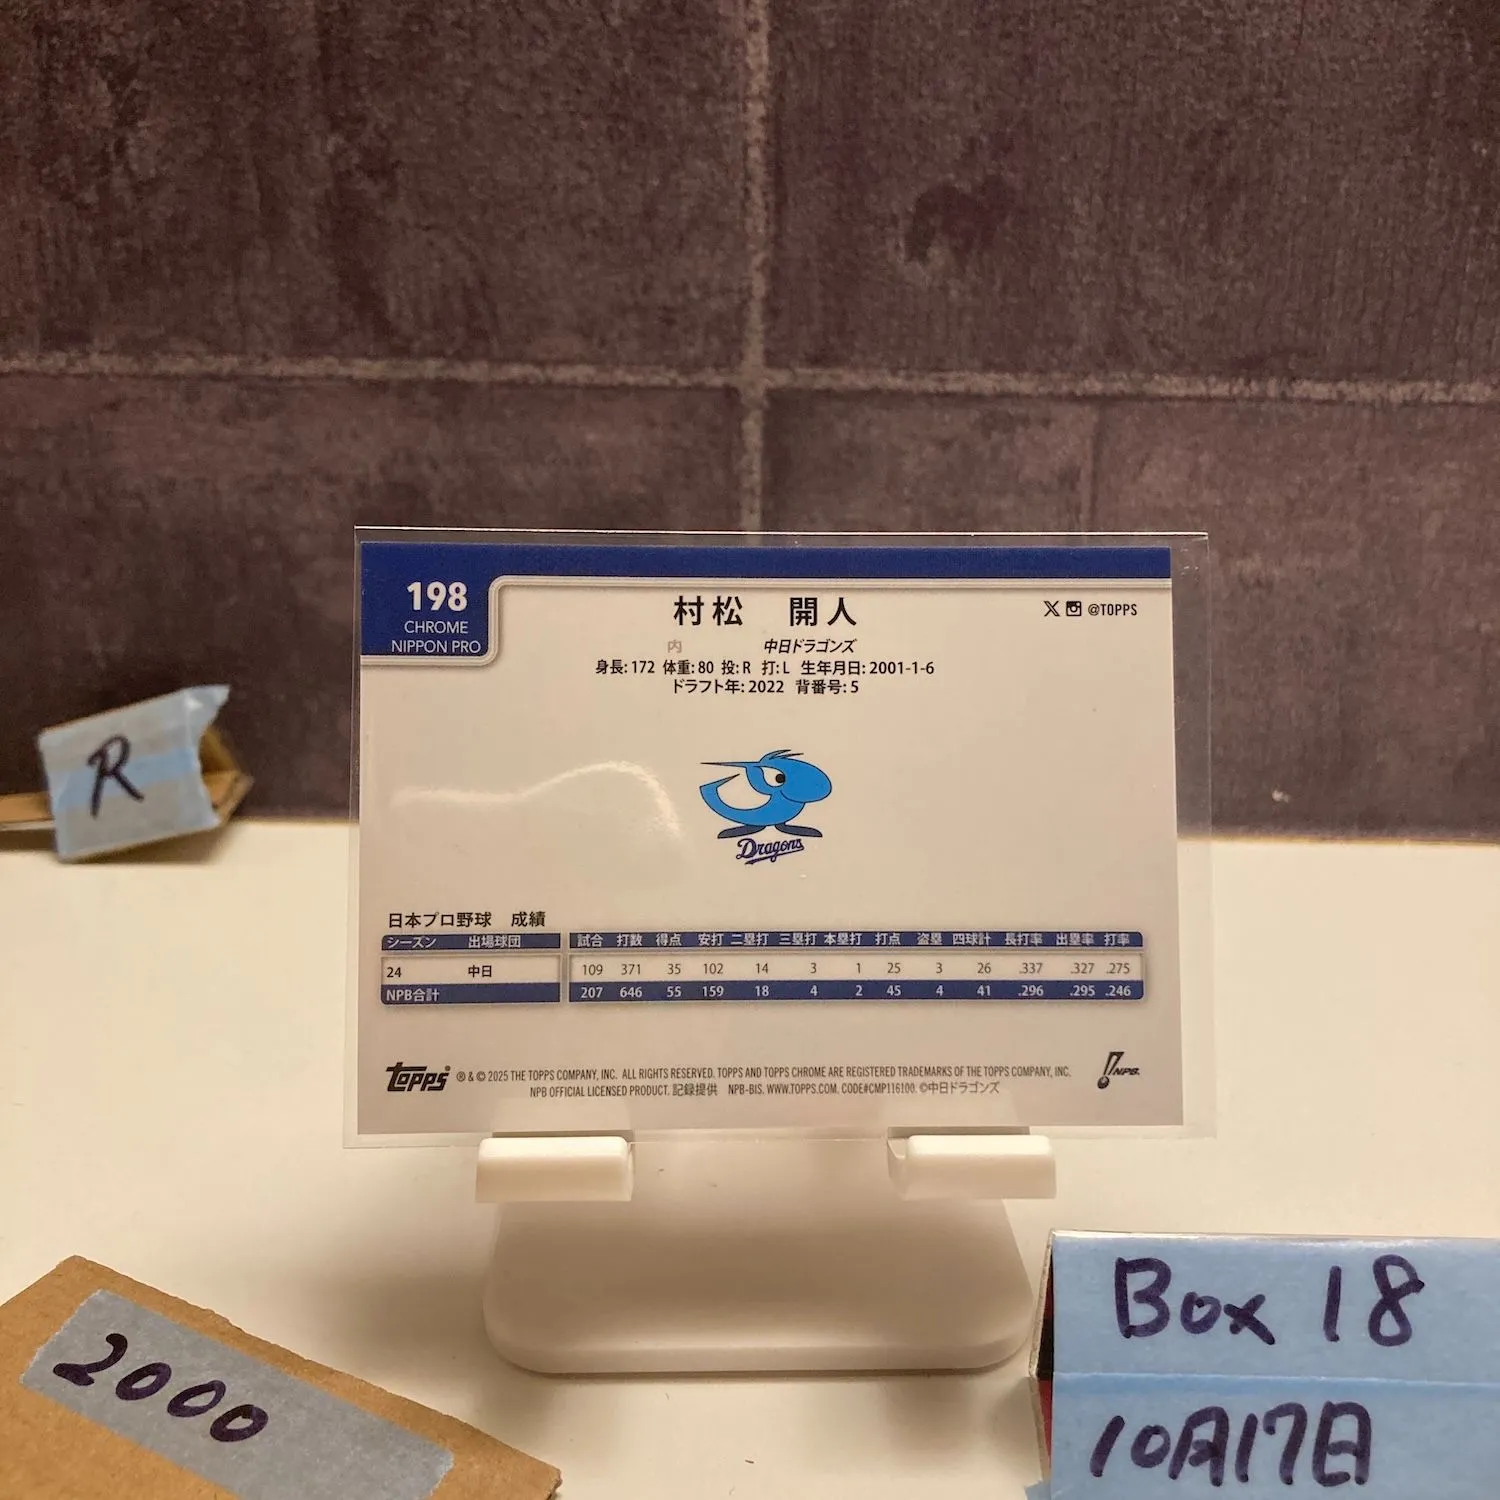 198
CHROME
NIPPON PRO
村松 開人
@TOPPS
内 中日ドラゴンズ
身長: 172 体重: 80 投: R 打: L 生年月日: 2001-1-6
ドラフト年: 2022 背番号: 5
R
Dragons
日本プロ野球 成績
シーズン 出場球団 試合 打数 得点 安打 二塁打 三塁打 本塁打 打点 盗塁 四球計 長打率 出塁率 打率
24 中日 109 371 35 102 14 3 1 25 3 26 .337 .327 .275
NPB合計 207 646 55 159 18 4 2 45 4 41 .296 .295 .246
Topps ® & © 2025 THE TOPPS COMPANY, INC. ALL RIGHTS RESERVED. TOPPS AND TOPPS CHROME ARE REGISTERED TRADEMARKS OF THE TOPPS COMPANY, INC.
NPB OFFICIAL LICENSED PRODUCT. 記録提供 NPB-BIS. WWW.TOPPS.COM. CODE#CMP116100. ©中日ドラゴンズ
NPB
2000
Box 18
10月17日